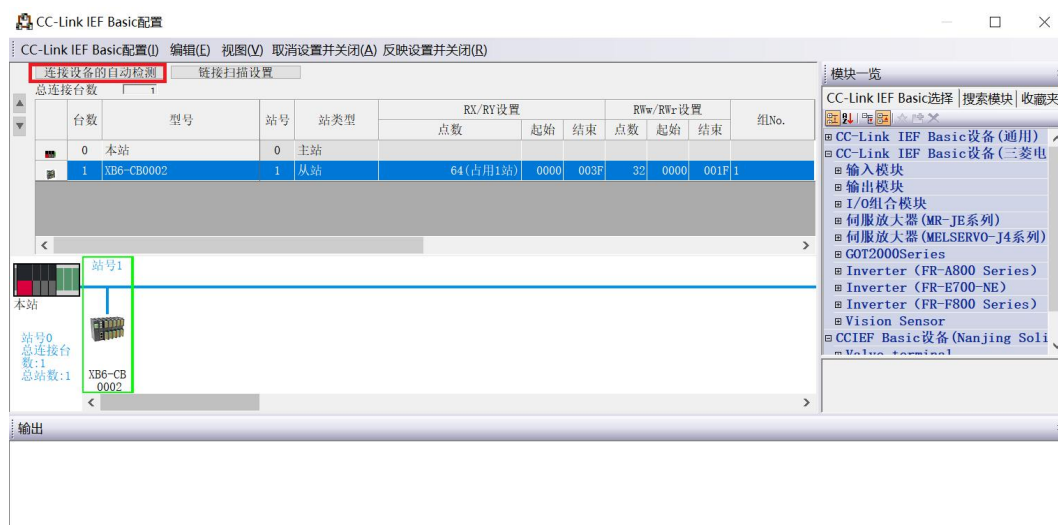 CC-Link IEF Basic配置
CC-Link IEF Basic配置(I) 编辑(E) 视图(V) 取消设置并关闭(A) 反映设置并关闭(R)
连接设备的自动检测 链接扫描设置
总连接台数 1
台数 型号 站号 站类型 RX/RY设置 RWw/RWr设置 组No.
点数 起始 结束 点数 起始 结束
0 本站 0 主站
1 XB6-CB0002 1 从站 64(占用1站) 0000 003F 32 0000 001F 1
站号1
本站
站号0
总连接台
数:1
总站数:1
XB6-CB
0002
模块一览
CC-Link IEF Basic选择 搜索模块 收藏夹
CC-Link IEF Basic设备(通用)
CC-Link IEF Basic设备(三菱电
输入模块
输出模块
I/O组合模块
伺服放大器(MR-JE系列)
伺服放大器(MELSERVO-J4系列)
GOT2000Series
Inverter (FR-A800 Series)
Inverter (FR-E700-NE)
Inverter (FR-F800 Series)
Vision Sensor
CCIEF Basic设备(Nanjing Soli
Valve terminal
输出